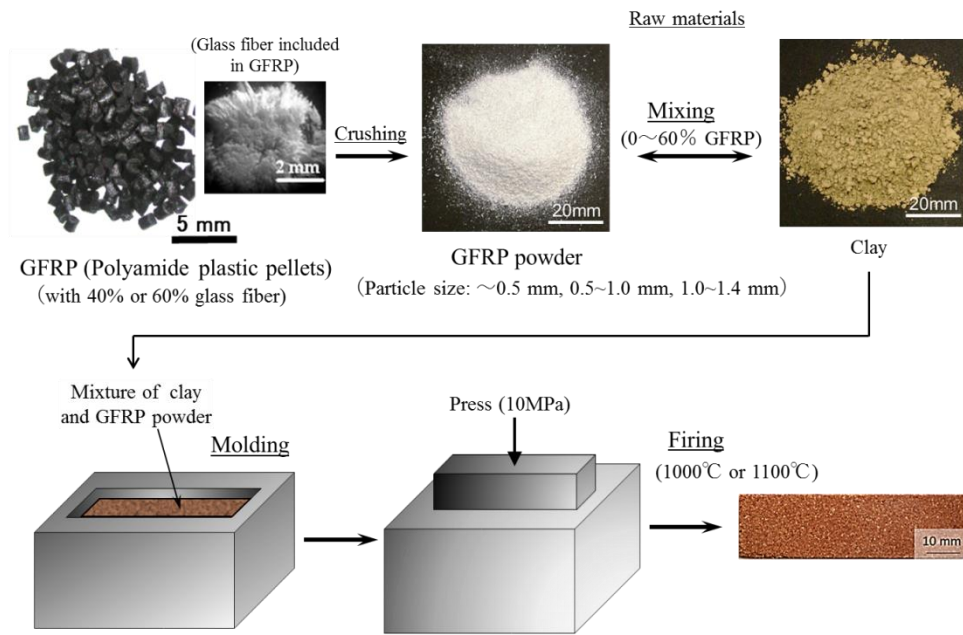 Raw materials
(Glass fiber included
in GFRP)
2 mm
5 mm
Crushing
20mm
Mixing
(0～60% GFRP)
20mm
GFRP (Polyamide plastic pellets)
（with 40% or 60% glass fiber)
GFRP powder
（Particle size: ～0.5 mm, 0.5~1.0 mm, 1.0~1.4 mm）
Clay
Mixture of clay
and GFRP powder
Molding
Press (10MPa)
Firing
(1000℃ or 1100℃)
10 mm